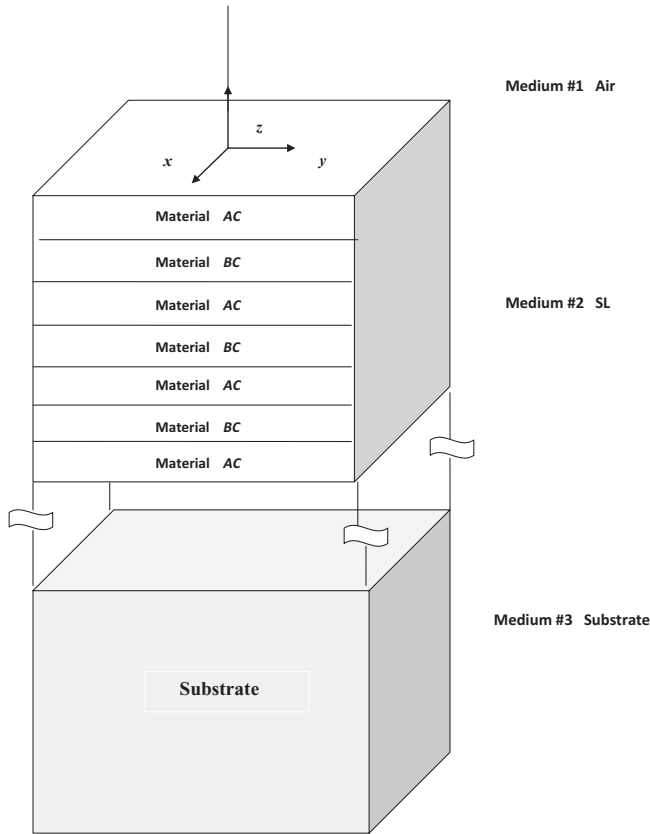 Medium #1 Air
z
x
y
Material AC
Material BC
Material AC
Medium #2 SL
Material BC
Material AC
Material BC
Material AC
Medium #3 Substrate
Substrate